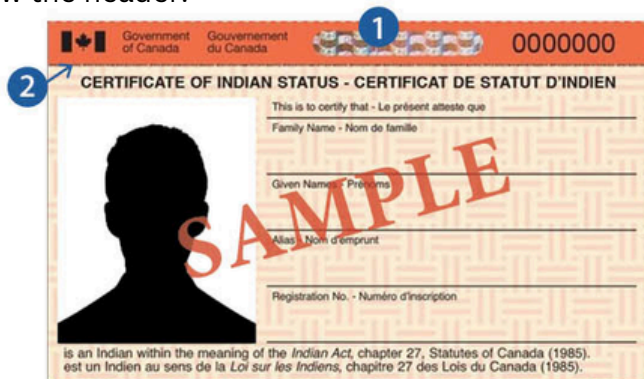 w the header.
1
Government Gouvernement 0000000
of Canada du Canada
2
CERTIFICATE OF INDIAN STATUS - CERTIFICAT DE STATUT D'INDIEN
This is to certify that - Le présent atteste que
Family Name - Nom de famille
Given Names - Prénoms
SAMPLE
Alias - Nom d'emprunt
Registration No. - Numéro d'inscription
is an Indian within the meaning of the Indian Act, chapter 27, Statutes of Canada (1985).
est un Indien au sens de la Loi sur les Indiens, chapitre 27 des Lois du Canada (1985).